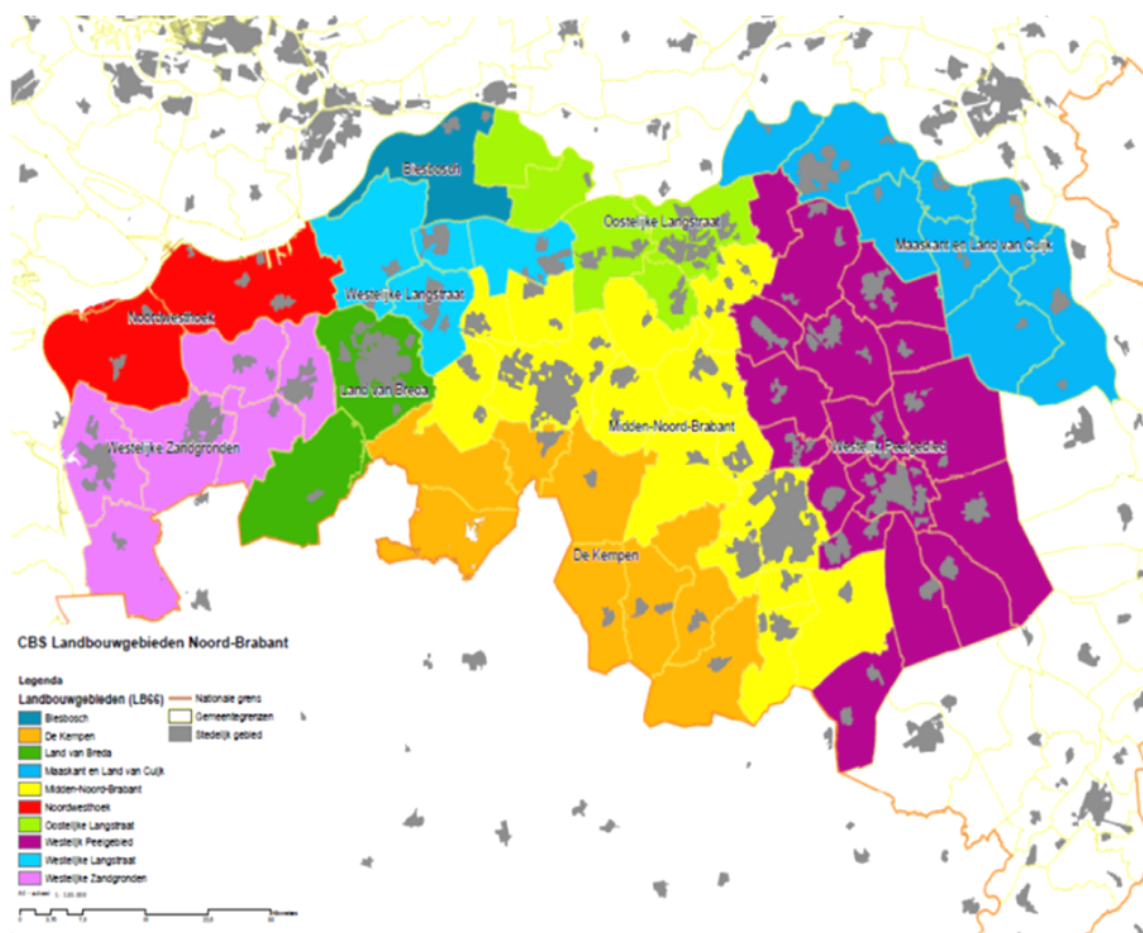 Biesbosch
Oostelijke Langstraat
Maaskant en Land van Cuijk
Westelijke Langstraat
Noordwesthoek
Land van Breda
Midden-Noord-Brabant
Westelijke Zandgronden
Westelijk Peelgebied
De Kempen
CBS Landbouwgebieden Noord-Brabant
Legenda
Landbouwgebieden (LB66)
Biesbosch
De Kempen
Land van Breda
Maaskant en Land van Cuijk
Midden-Noord-Brabant
Noordwesthoek
Oostelijke Langstraat
Westelijk Peelgebied
Westelijke Langstraat
Westelijke Zandgronden
Nationale grens
Gemeentegrenzen
Stedelijk gebied